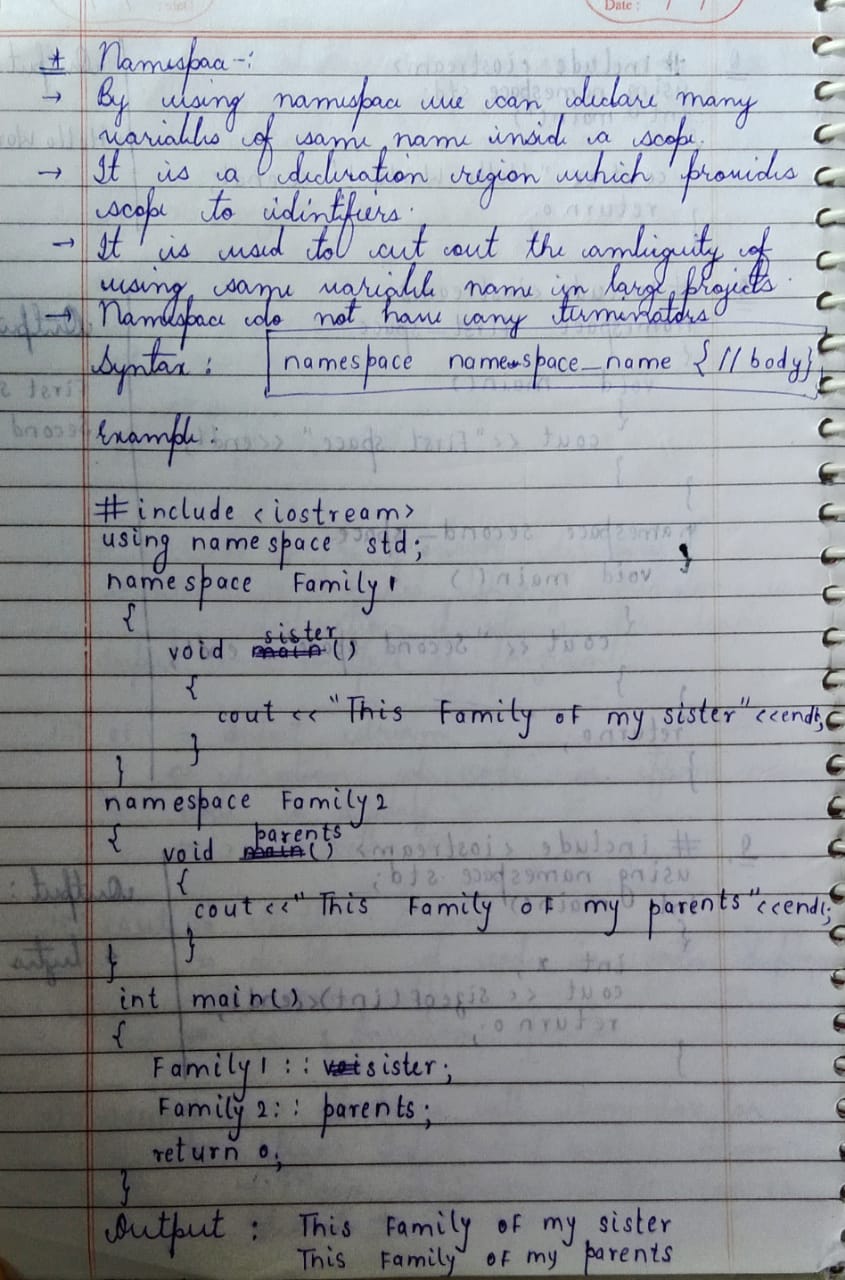 Date : / /
* Namespace -:
→ By using namespace we can declare many
variables of same name inside a scope.
→ It is a decleration region which provides
scope to identifiers.
→ It is used to cut out the ambiguity of
using same variable name in large projects.
→ Namespace do not have any terminators
Syntax : namespace name-space_name { // body}
Example :
#include <iostream>
using namespace std;
namespace Family1
{
void sister ()
{
cout << "This Family of my sister" <<endl;
}
}
namespace Family2
{
void parents ()
{
cout << "This Family of my parents" <<endl;
}
}
int main()
{
Family1 :: sister;
Family 2:: parents;
return 0;
}
Output : This Family of my sister
This Family of my parents